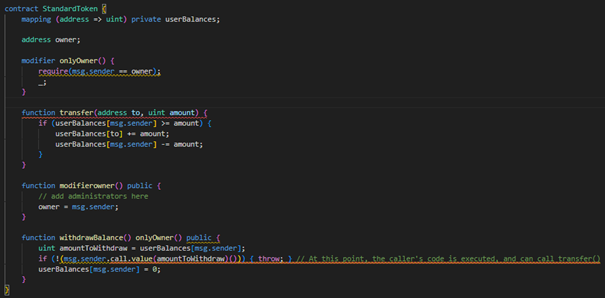 contract StandardToken {
mapping (address => uint) private userBalances;
address owner;
modifier onlyOwner() {
require(msg.sender == owner);
_;
}
function transfer(address to, uint amount) {
if (userBalances[msg.sender] >= amount) {
userBalances[to] += amount;
userBalances[msg.sender] -= amount;
}
}
function modifierowner() public {
// add administrators here
owner = msg.sender;
}
function withdrawBalance() onlyOwner() public {
uint amountToWithdraw = userBalances[msg.sender];
if (!(msg.sender.call.value(amountToWithdraw)())) { throw; } // At this point, the caller's code is executed, and can call transfer()
userBalances[msg.sender] = 0;
}
}